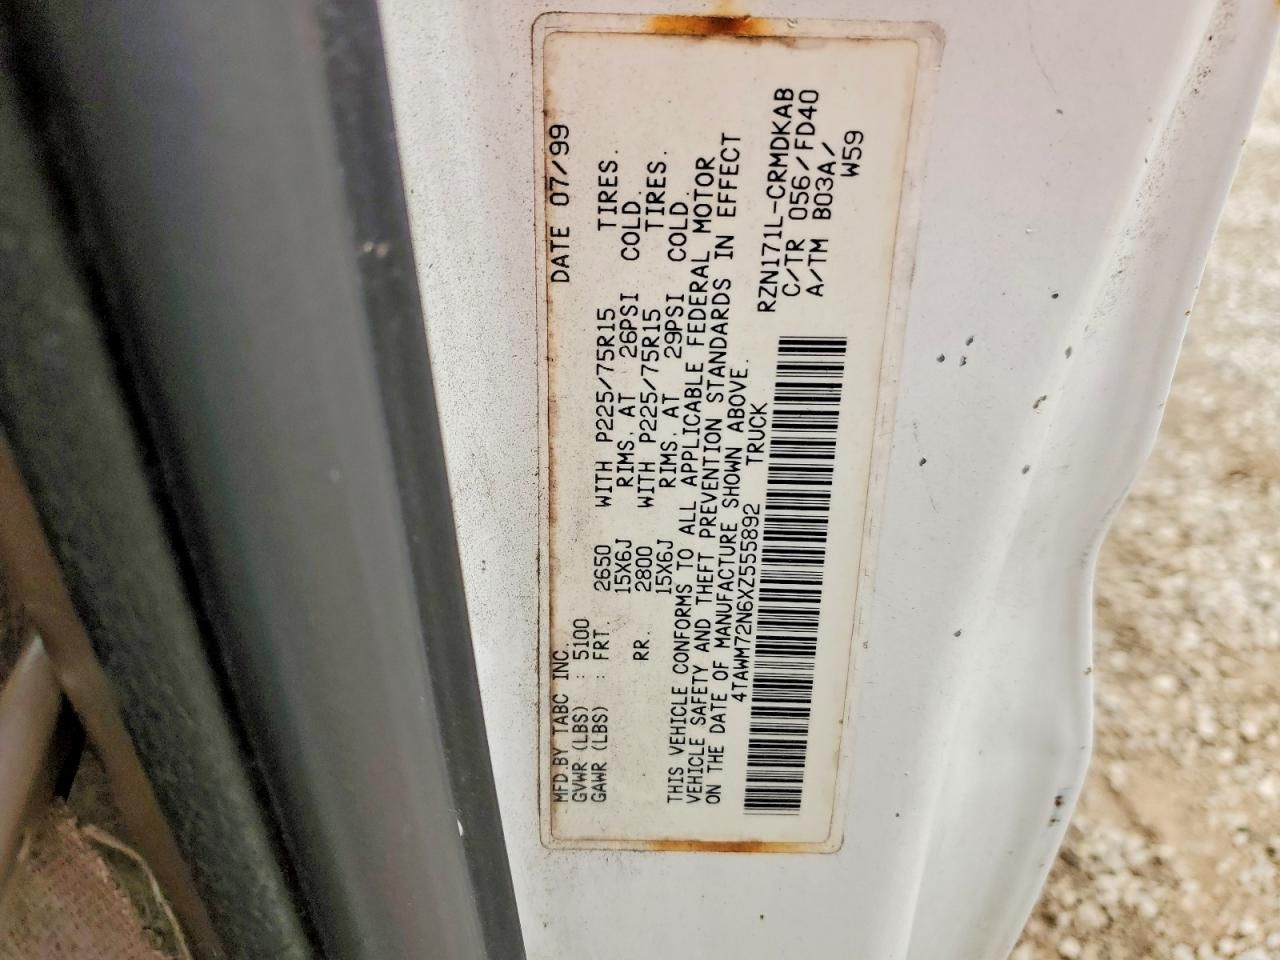 MFD.BY TABC INC. DATE 07/99
GVWR (LBS) : 5100
GAWR (LBS) : FRT. 2650 WITH P225/75R15 TIRES.
15X6J RIMS, AT 26PSI COLD.
RR. 2800 WITH P225/75R15 TIRES.
15X6J RIMS, AT 29PSI COLD.
THIS VEHICLE CONFORMS TO ALL APPLICABLE FEDERAL MOTOR
VEHICLE SAFETY AND THEFT PREVENTION STANDARDS IN EFFECT
ON THE DATE OF MANUFACTURE SHOWN ABOVE.
4TAWM72N6XZ555892 TRUCK
RZN171L-CRMDKAB
C/TR 056/FD40
A/TM B03A/
W59